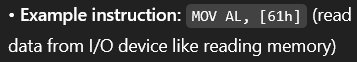 • Example instruction: MOV AL, [61h] (read
data from I/O device like reading memory)